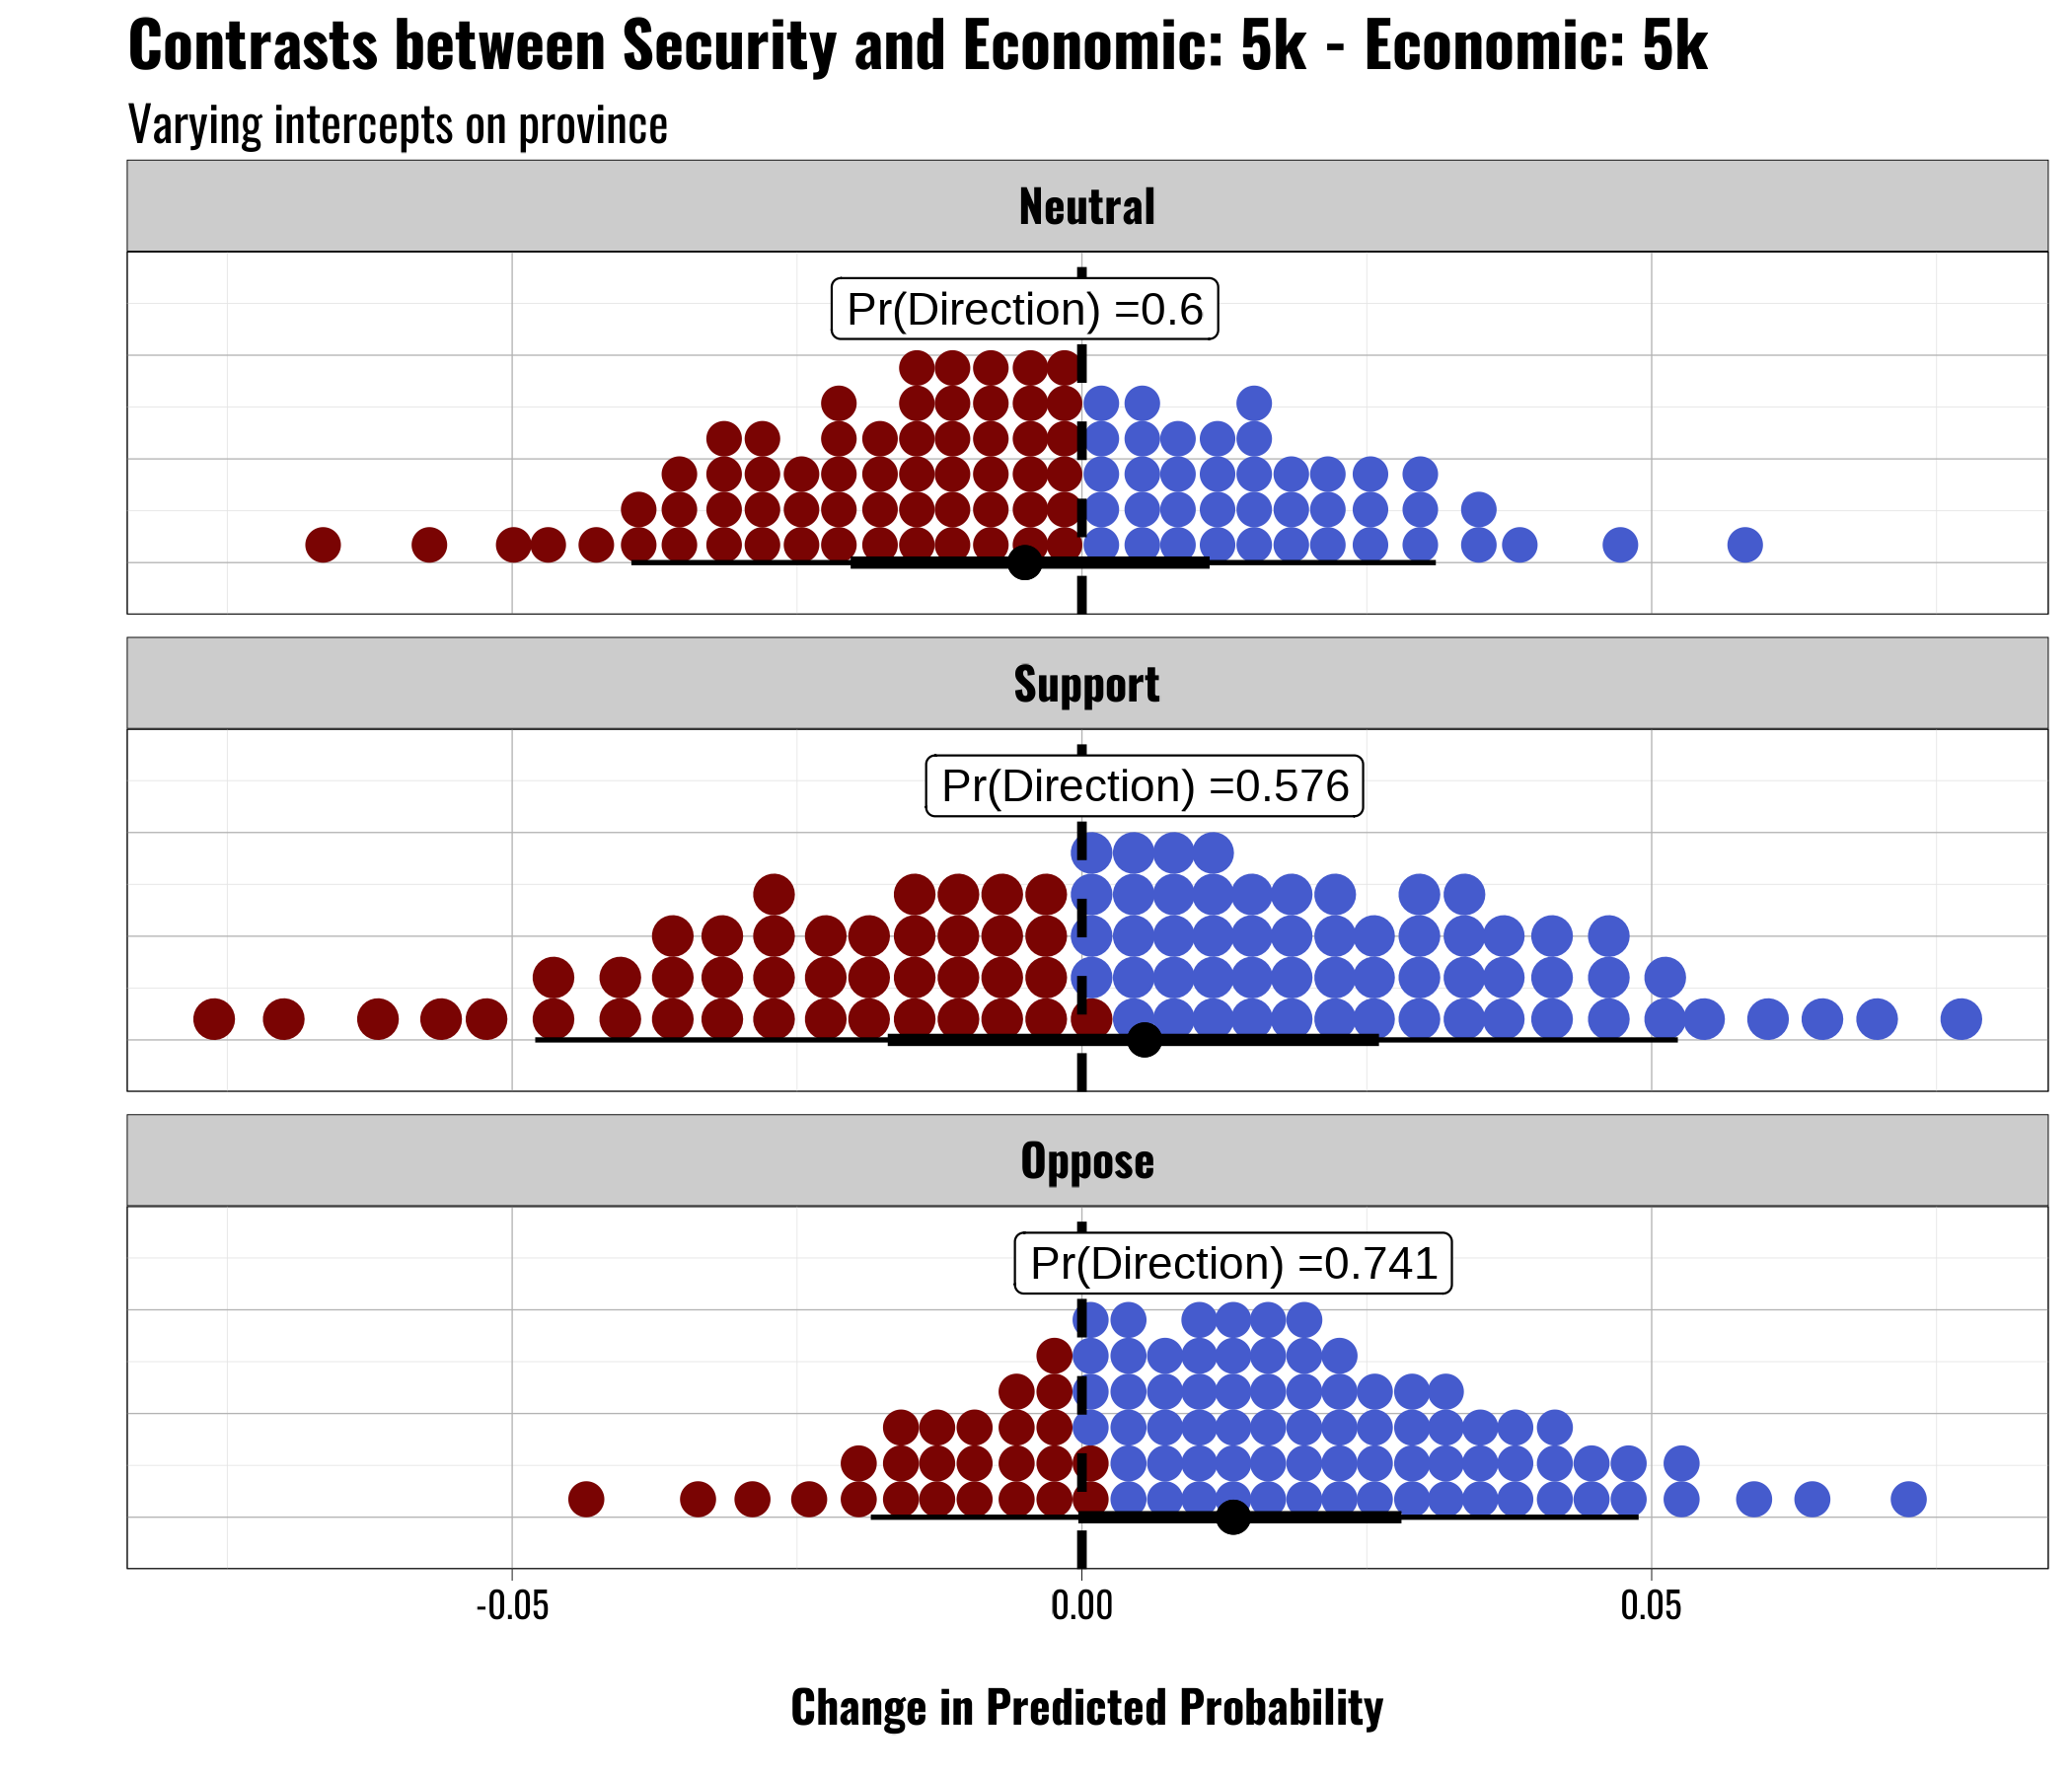 Contrasts between Security and Economic: 5k - Economic: 5k
Varying intercepts on province
Neutral
Pr(Direction) =0.6
Support
Pr(Direction) =0.576
Oppose
Pr(Direction) =0.741
-0.05 0.00 0.05
Change in Predicted Probability